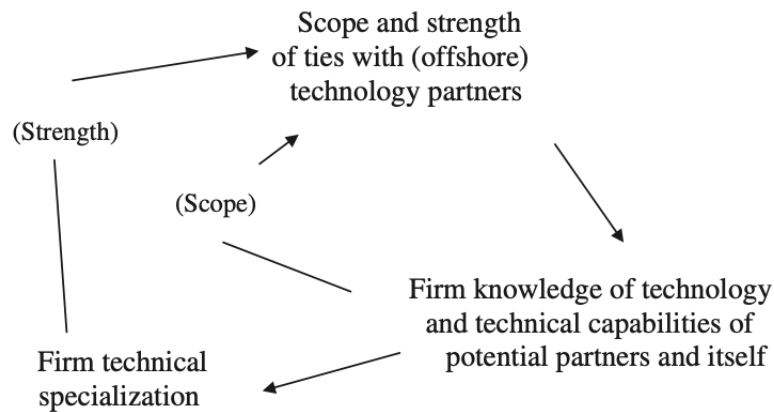 Scope and strength
of ties with (offshore)
technology partners
(Strength)
(Scope)
Firm knowledge of technology
and technical capabilities of
potential partners and itself
Firm technical
specialization